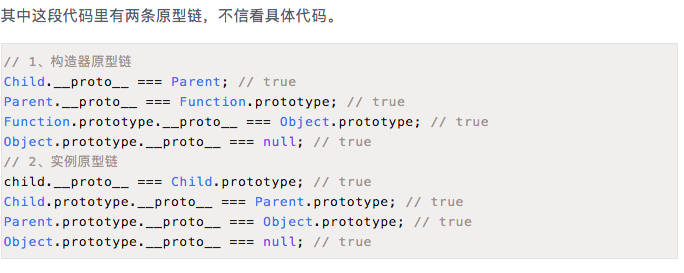 其中这段代码里有两条原型链，不信看具体代码。
// 1、构造器原型链
Child.__proto__ === Parent; // true
Parent.__proto__ === Function.prototype; // true
Function.prototype.__proto__ === Object.prototype; // true
Object.prototype.__proto__ === null; // true
// 2、实例原型链
child.__proto__ === Child.prototype; // true
Child.prototype.__proto__ === Parent.prototype; // true
Parent.prototype.__proto__ === Object.prototype; // true
Object.prototype.__proto__ === null; // true